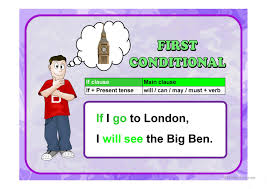 FIRST
CONDITIONAL
If clause Main clause
If + Present tense will / can / may / must + verb
If I go to London,
I will see the Big Ben.